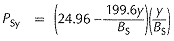 P_Sy = (24.96 - 199.6y/B_S)(y/B_S)